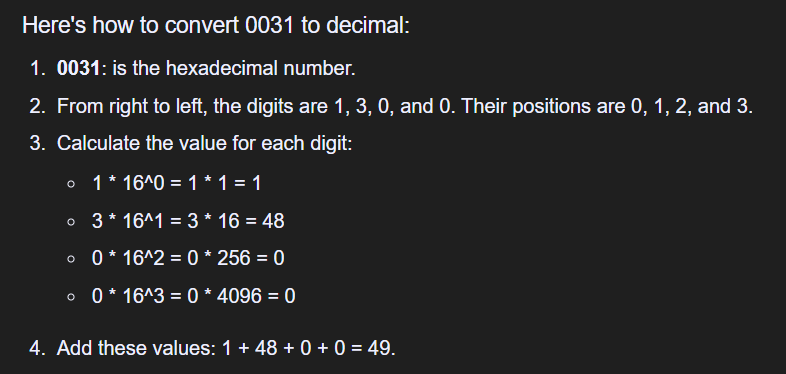 Here's how to convert 0031 to decimal:
1. 0031: is the hexadecimal number.
2. From right to left, the digits are 1, 3, 0, and 0. Their positions are 0, 1, 2, and 3.
3. Calculate the value for each digit:
○ 1 * 16^0 = 1 * 1 = 1
○ 3 * 16^1 = 3 * 16 = 48
○ 0 * 16^2 = 0 * 256 = 0
○ 0 * 16^3 = 0 * 4096 = 0
4. Add these values: 1 + 48 + 0 + 0 = 49.